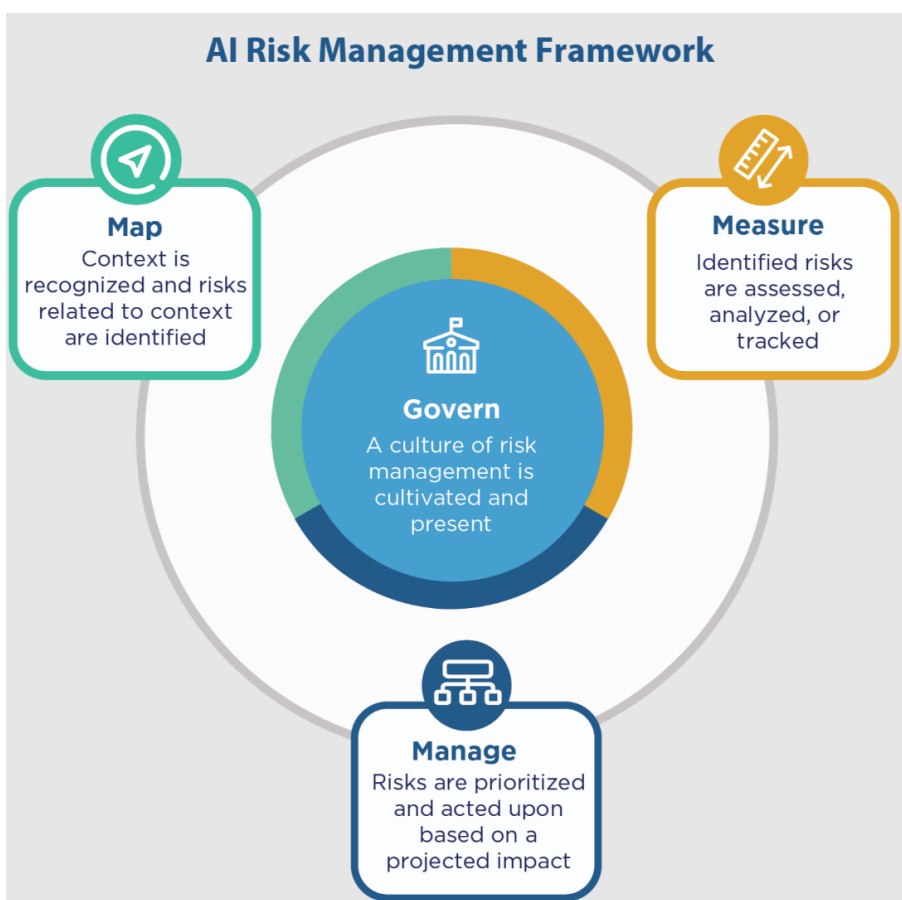 AI Risk Management Framework
Map
Context is
recognized and risks
related to context
are identified
Measure
Identified risks
are assessed,
analyzed, or
tracked
Govern
A culture of risk
management is
cultivated and
present
Manage
Risks are prioritized
and acted upon
based on a
projected impact